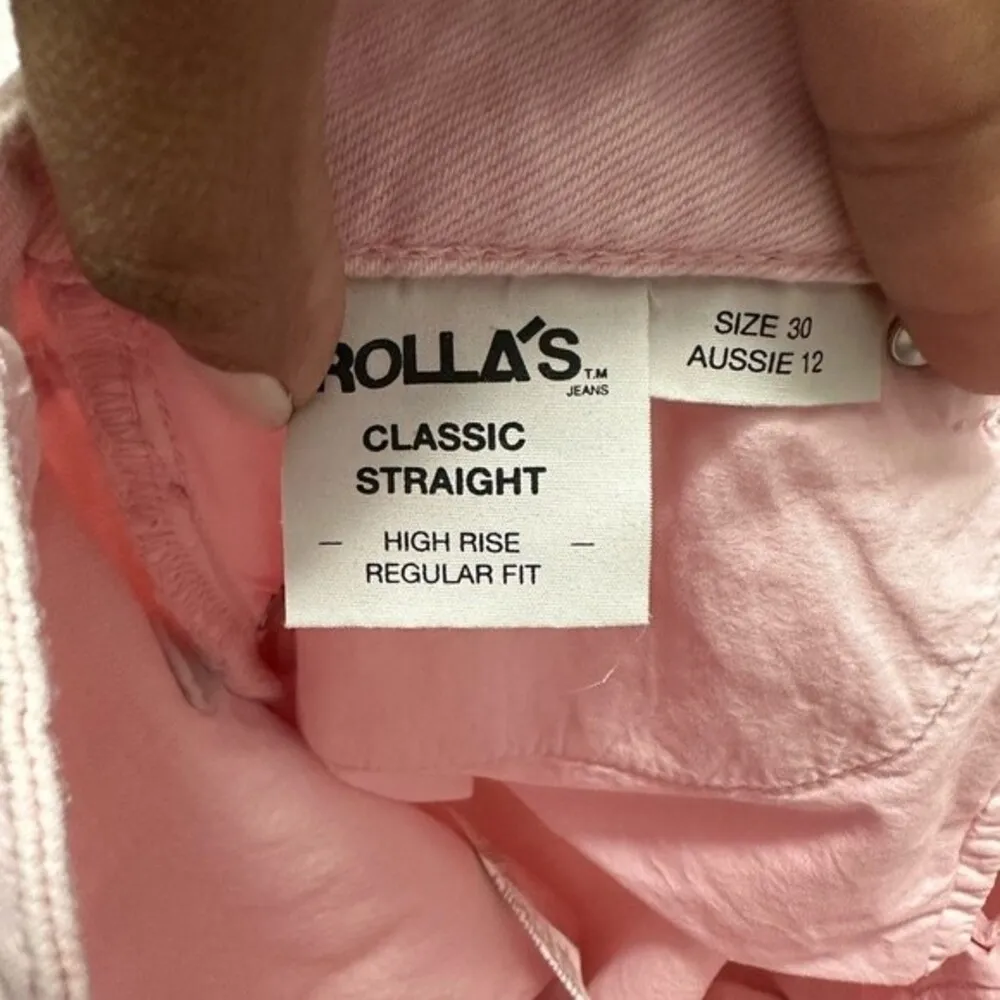 ROLLA'S T.M
JEANS
CLASSIC
STRAIGHT
— HIGH RISE —
REGULAR FIT
SIZE 30
AUSSIE 12